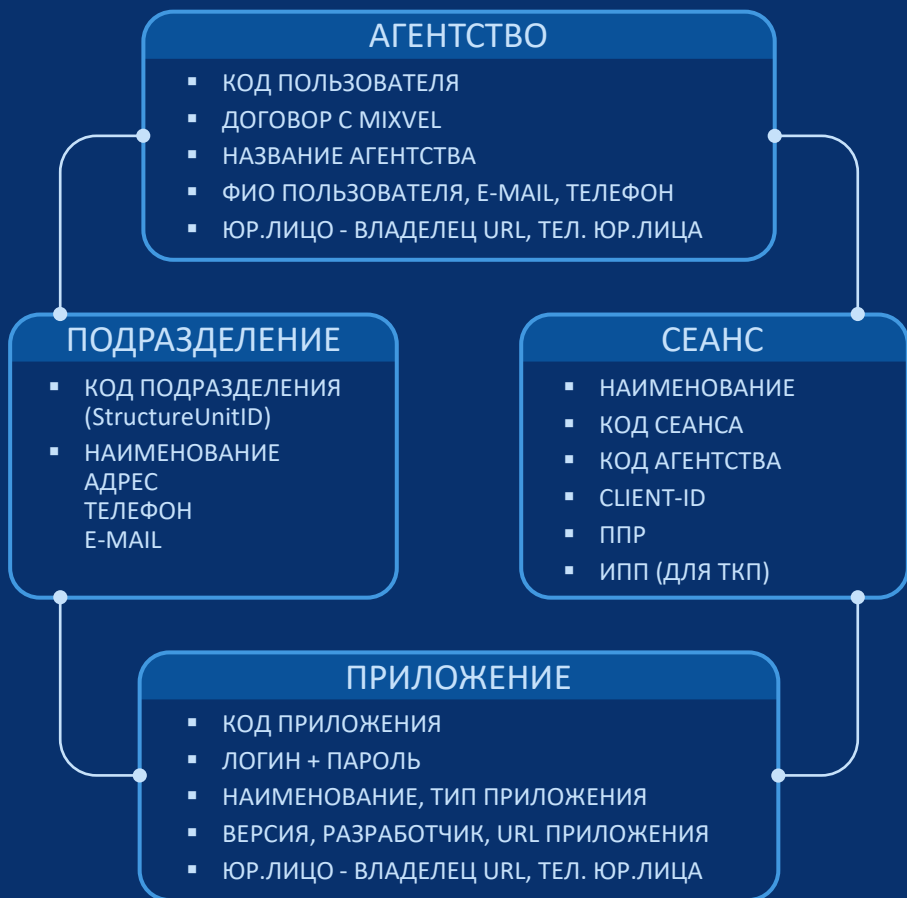 АГЕНТСТВО
▪ КОД ПОЛЬЗОВАТЕЛЯ
▪ ДОГОВОР С MIXVEL
▪ НАЗВАНИЕ АГЕНТСТВА
▪ ФИО ПОЛЬЗОВАТЕЛЯ, E-MAIL, ТЕЛЕФОН
▪ ЮР.ЛИЦО - ВЛАДЕЛЕЦ URL, ТЕЛ. ЮР.ЛИЦА
ПОДРАЗДЕЛЕНИЕ
▪ КОД ПОДРАЗДЕЛЕНИЯ
(StructureUnitID)
▪ НАИМЕНОВАНИЕ
АДРЕС
ТЕЛЕФОН
E-MAIL
СЕАНС
▪ НАИМЕНОВАНИЕ
▪ КОД СЕАНСА
▪ КОД АГЕНТСТВА
▪ CLIENT-ID
▪ ППР
▪ ИПП (ДЛЯ ТКП)
ПРИЛОЖЕНИЕ
▪ КОД ПРИЛОЖЕНИЯ
▪ ЛОГИН + ПАРОЛЬ
▪ НАИМЕНОВАНИЕ, ТИП ПРИЛОЖЕНИЯ
▪ ВЕРСИЯ, РАЗРАБОТЧИК, URL ПРИЛОЖЕНИЯ
▪ ЮР.ЛИЦО - ВЛАДЕЛЕЦ URL, ТЕЛ. ЮР.ЛИЦА